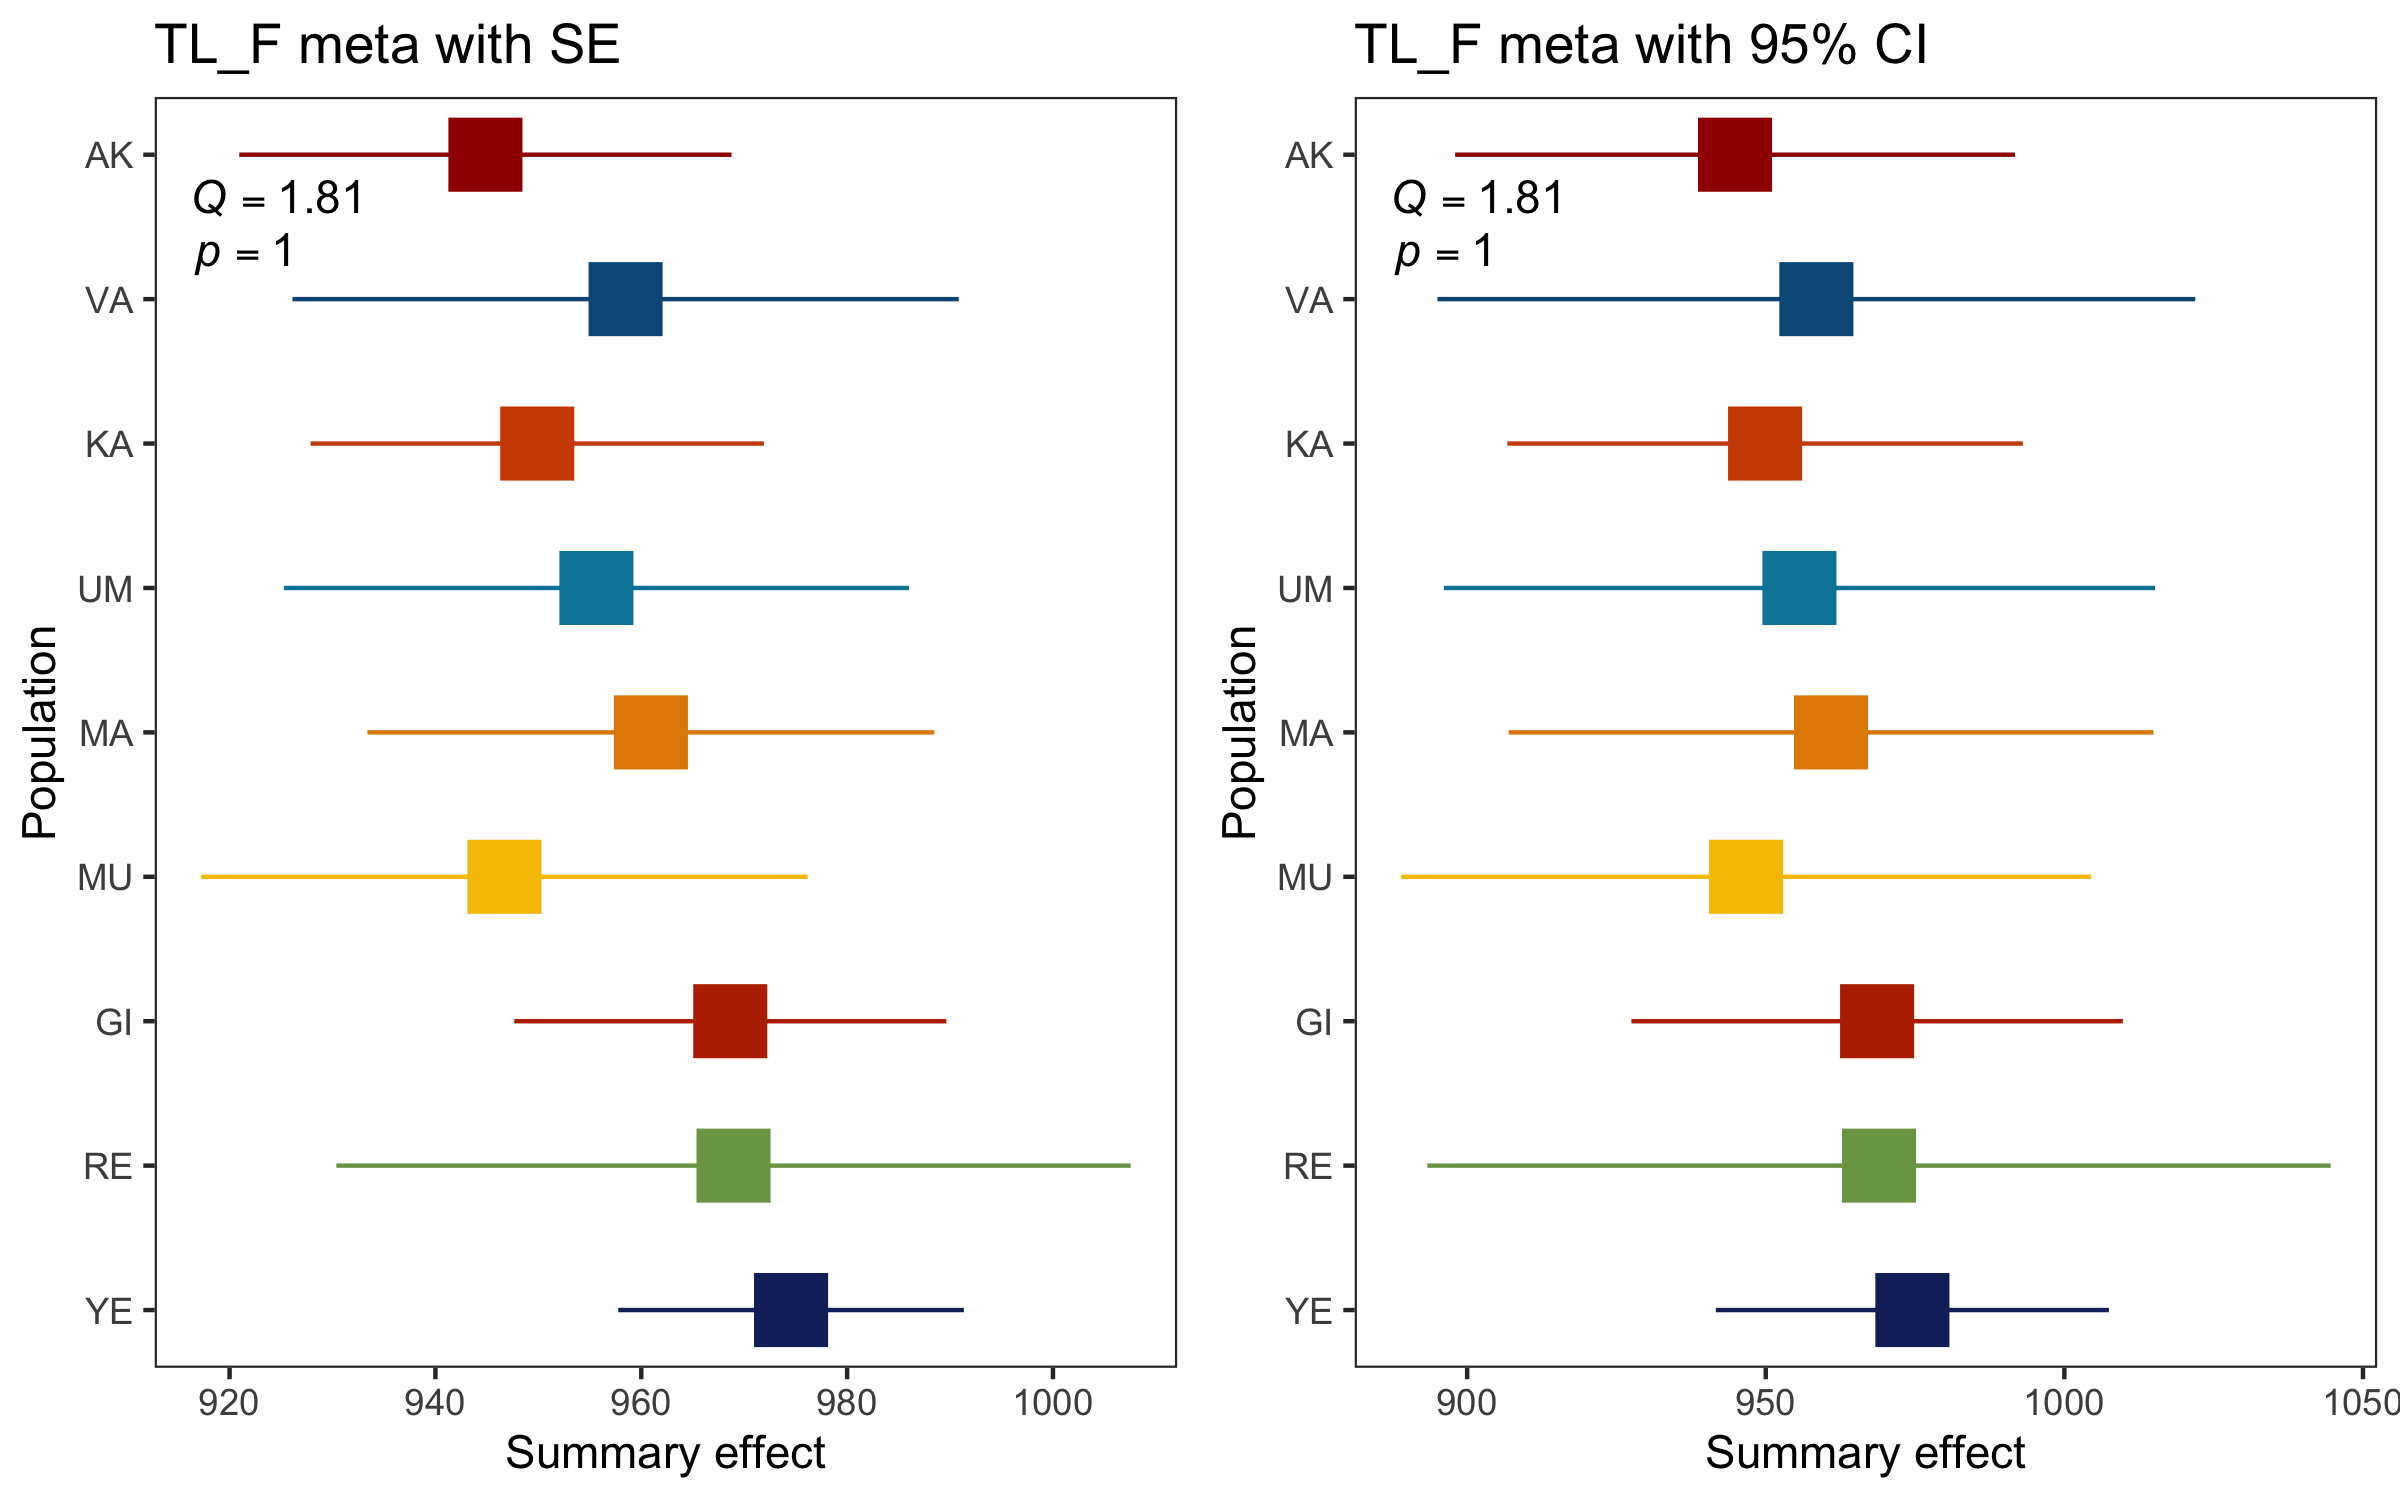 TL_F meta with SE
Q = 1.81
p = 1
AK
VA
KA
UM
MA
MU
GI
RE
YE
Population
920 940 960 980 1000
Summary effect
TL_F meta with 95% CI
Q = 1.81
p = 1
AK
VA
KA
UM
MA
MU
GI
RE
YE
Population
900 950 1000 1050
Summary effect